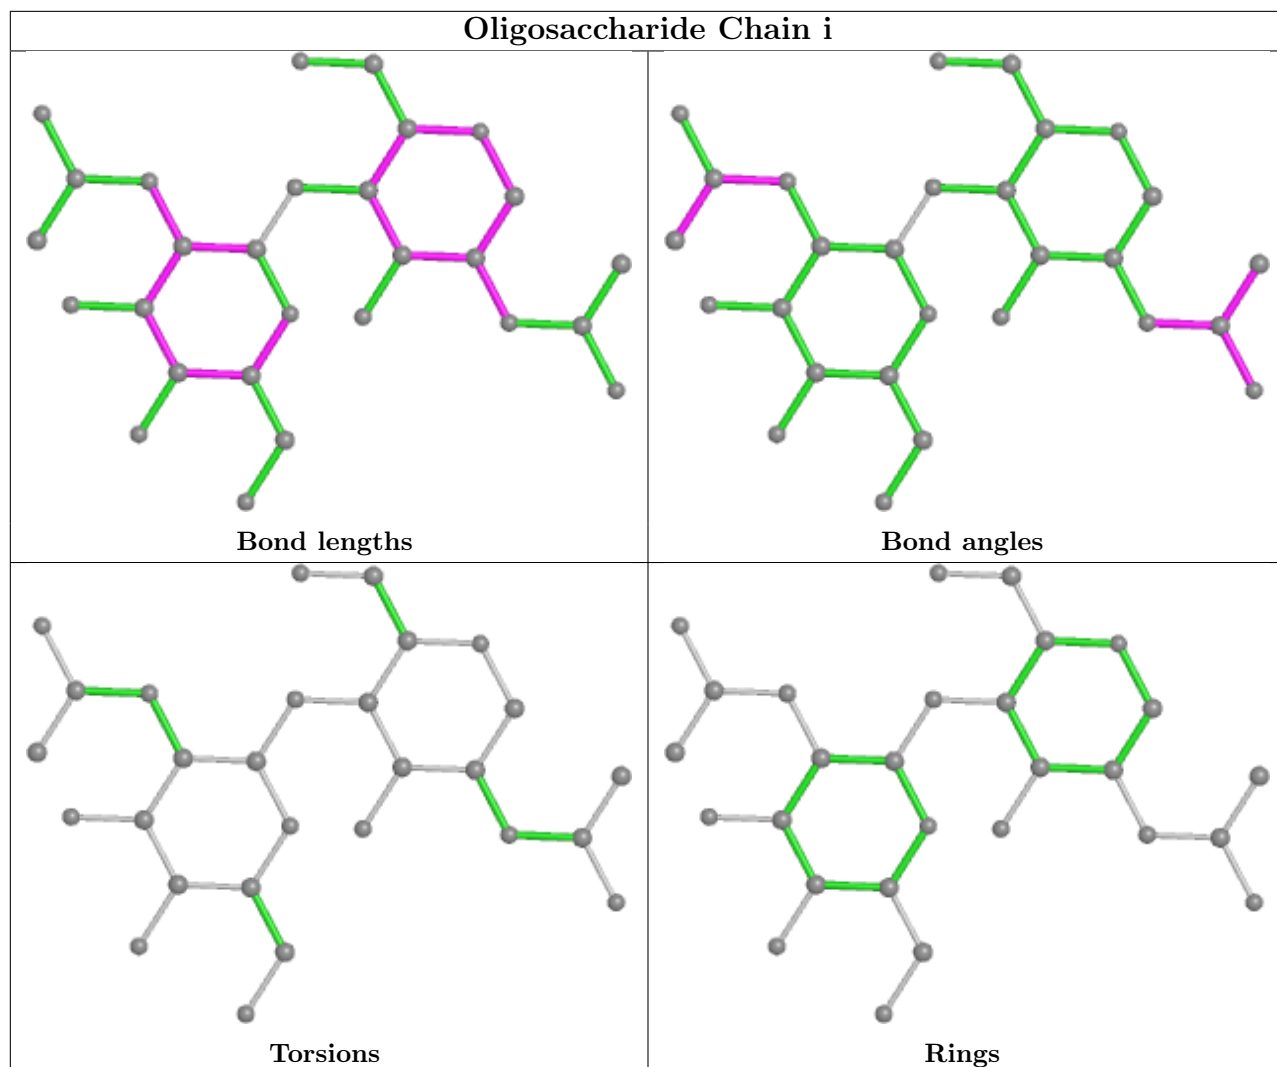 Oligosaccharide Chain i
Bond lengths
Bond angles
Torsions
Rings